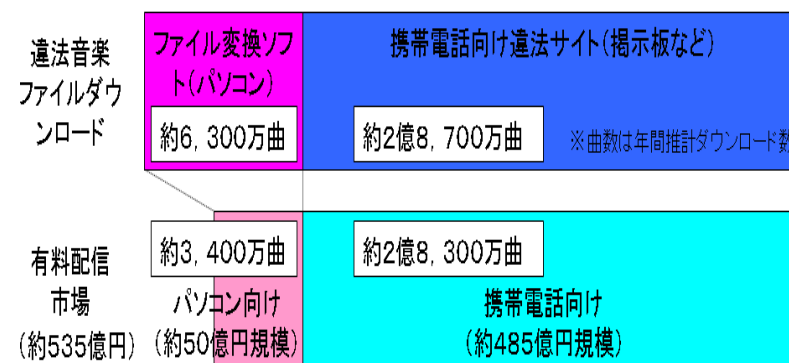 違法音楽
ファイルダウ
ンロード
ファイル変換ソフ
ト(パソコン)
約6, 300万曲
携帯電話向け違法サイト(掲示板など)
約2億8, 700万曲
※曲数は年間推計ダウンロード数
有料配信
市場
(約535億円)
約3, 400万曲
パソコン向け
(約50億円規模)
約2億8, 300万曲
携帯電話向け
(約485億円規模)